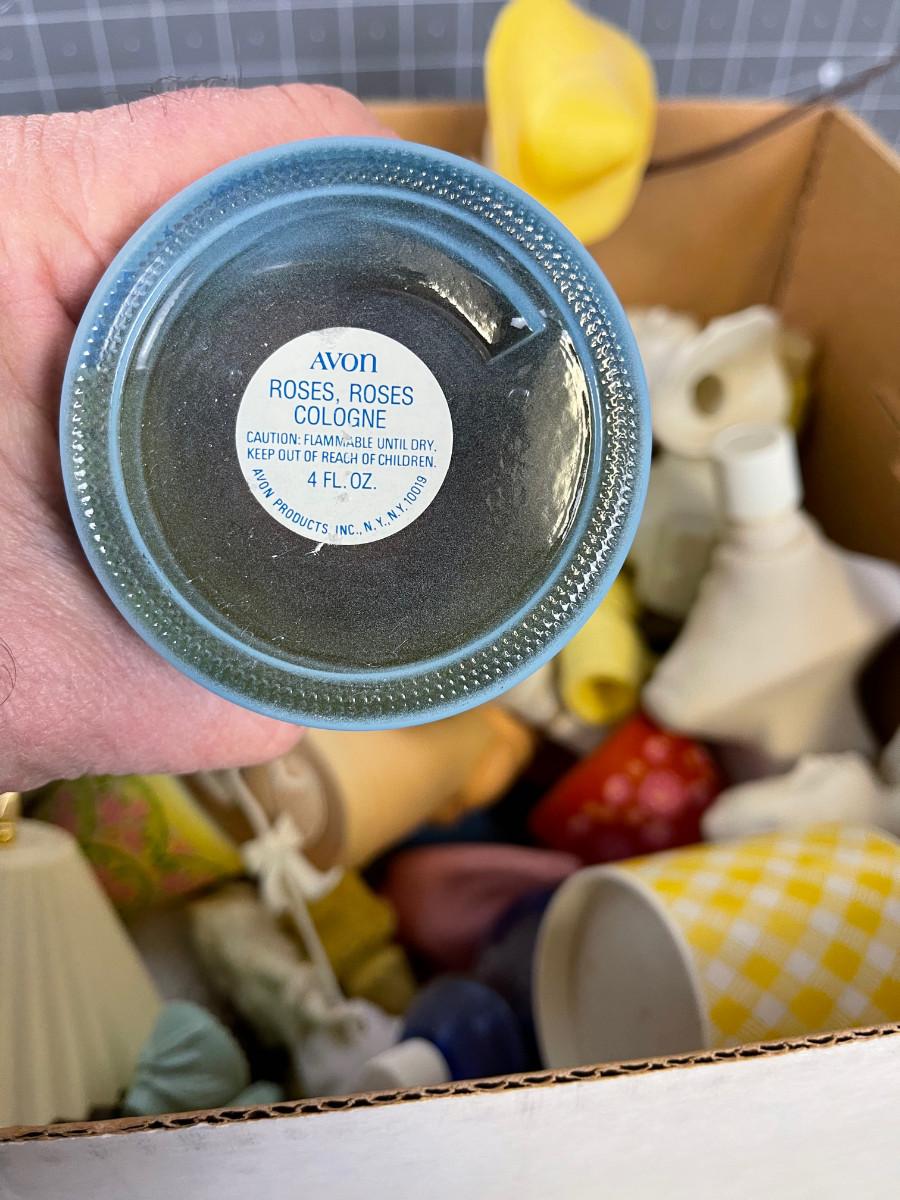 AVON
ROSES, ROSES
COLOGNE
CAUTION: FLAMMABLE UNTIL DRY.
KEEP OUT OF REACH OF CHILDREN.
4 FL. OZ.
AVON PRODUCTS, INC., N.Y., N.Y. 10019